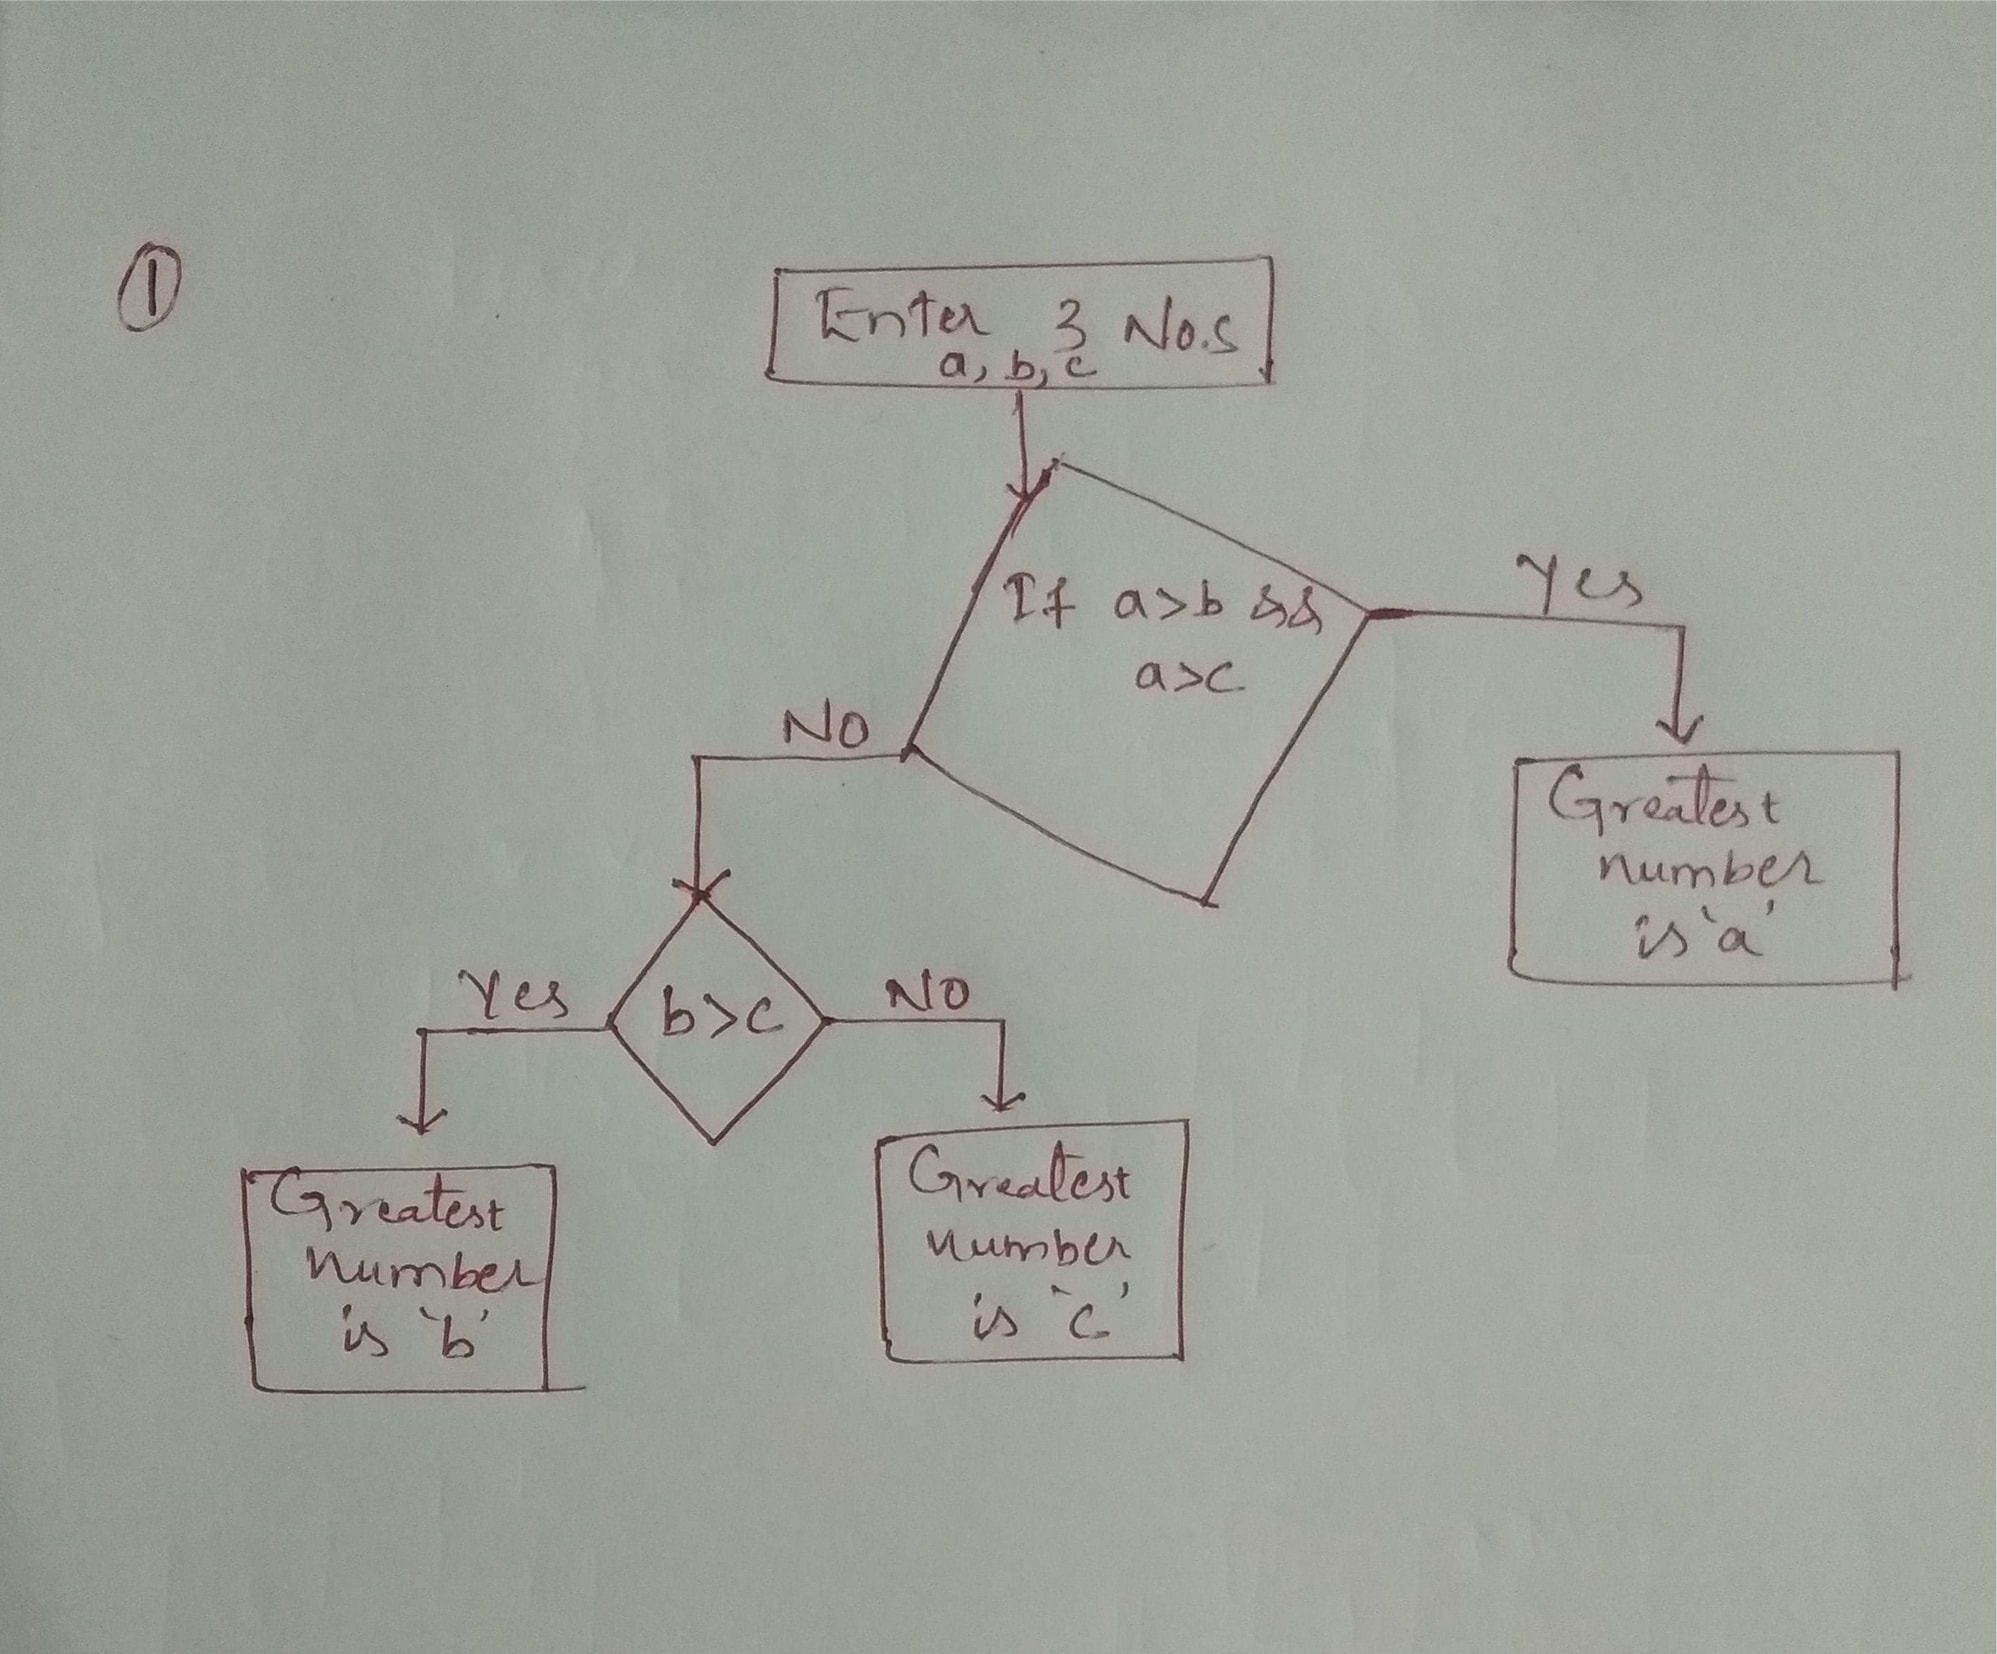 1
Enter 3 No.s
a, b, c
If a>b &&
a>c
Yes
NO
Greatest
number
is 'a'
b>c
Yes
NO
Greatest
number
is 'b'
Greatest
number
is 'c'